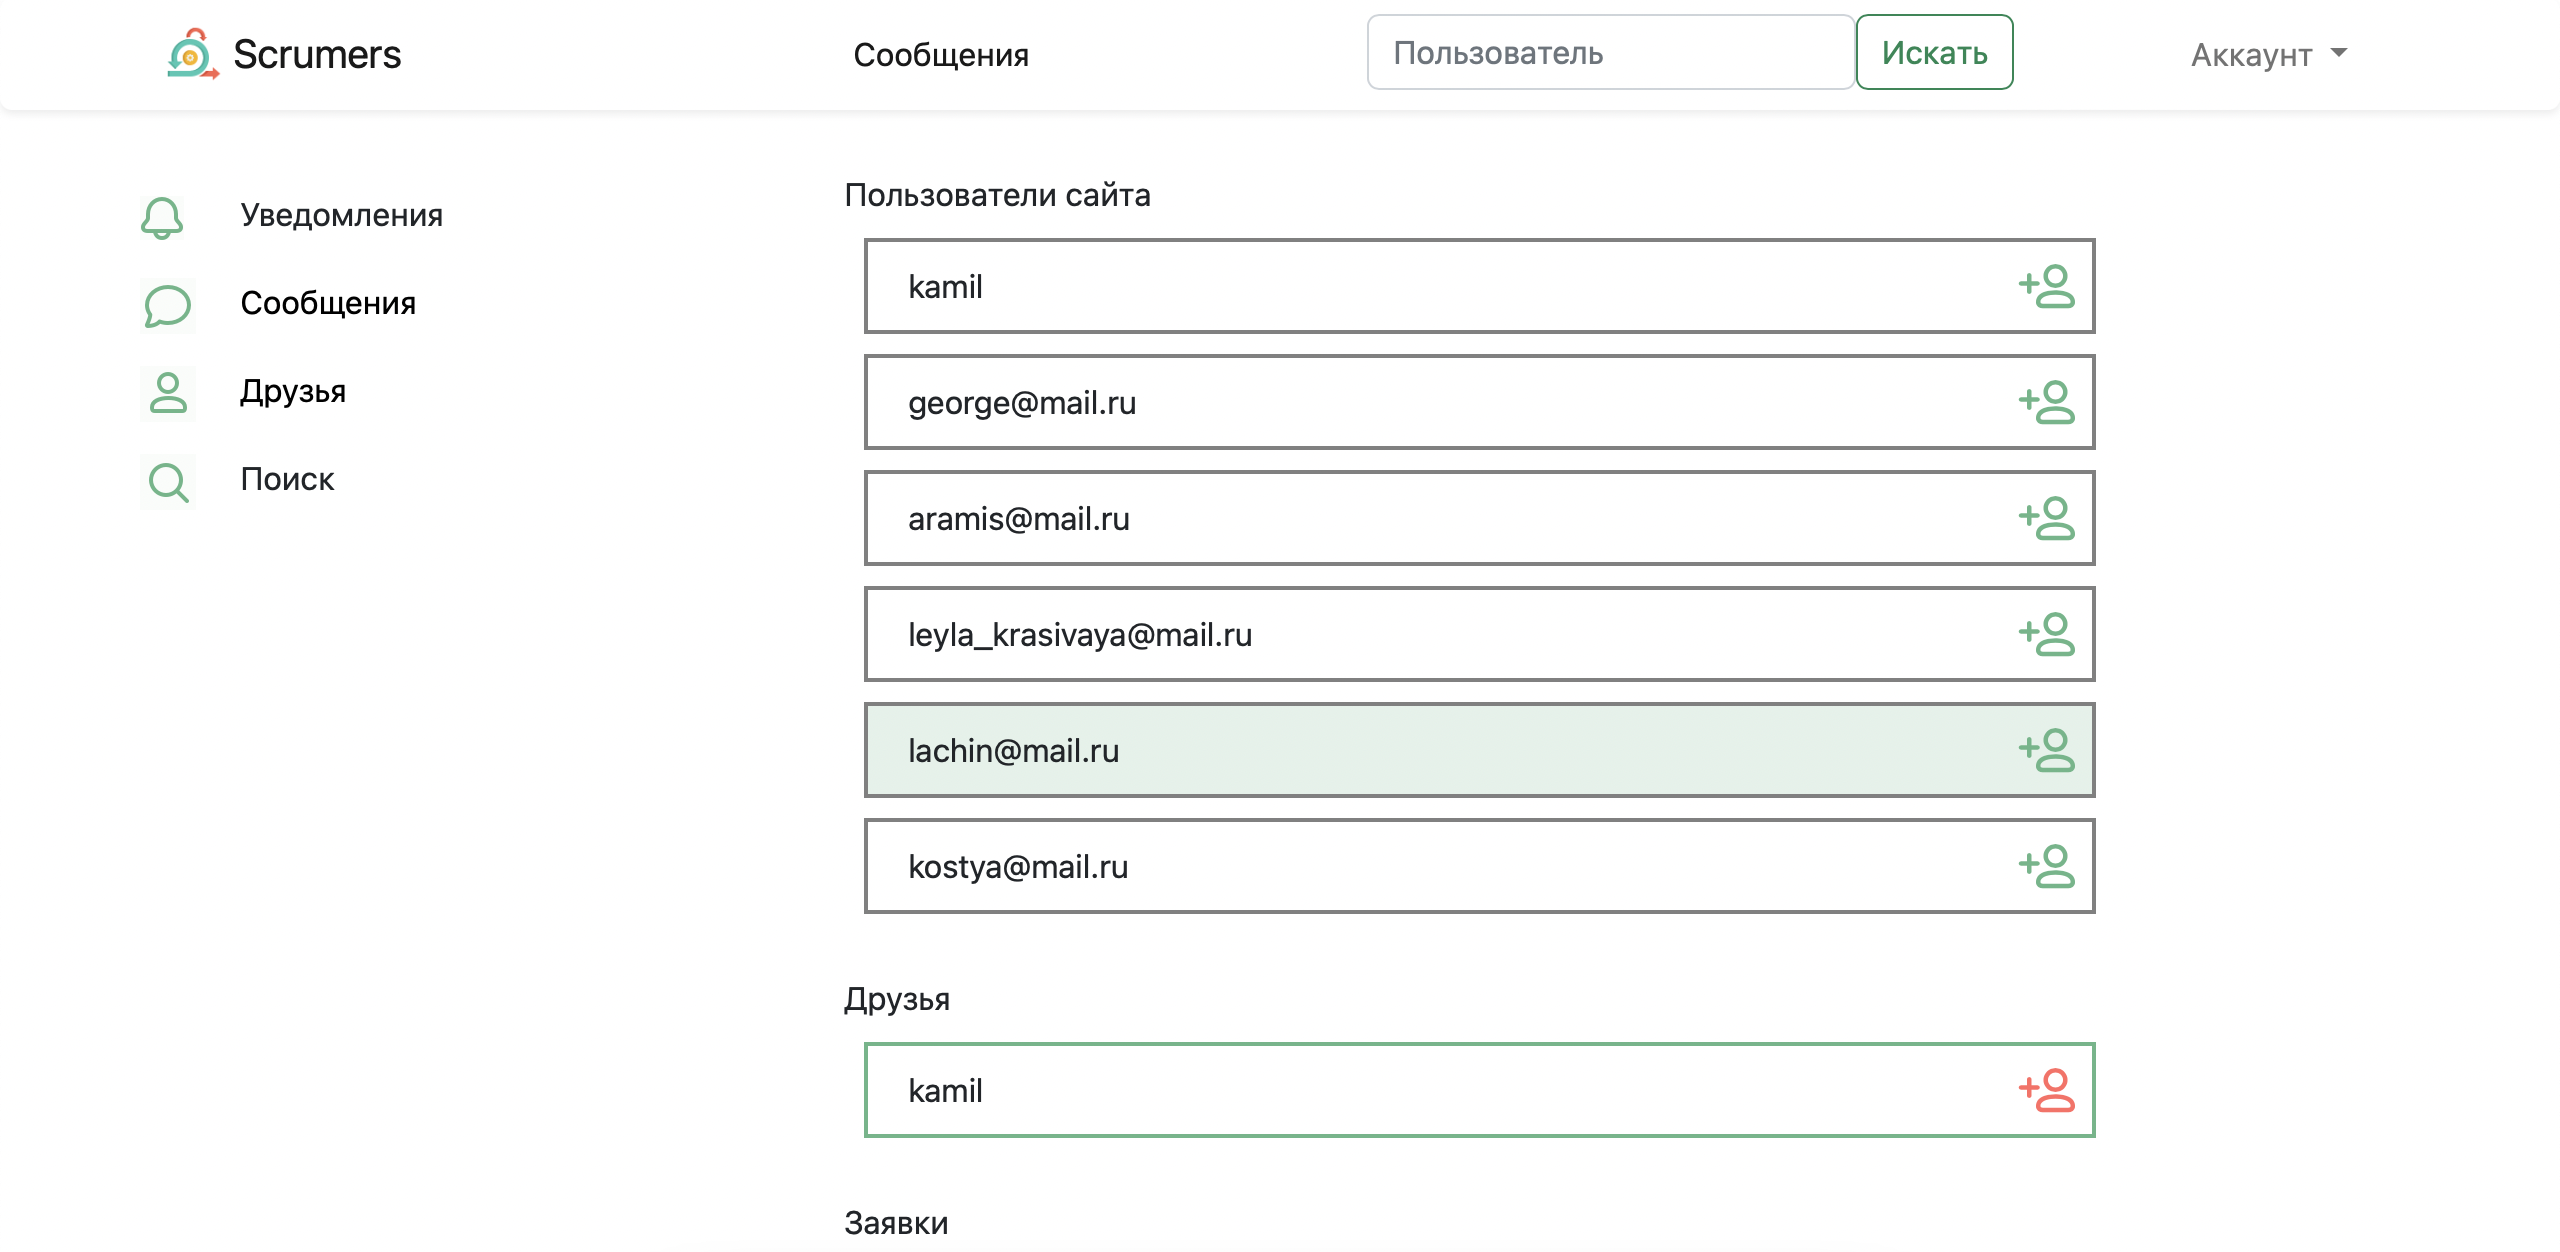 Scrumers
Сообщения
Пользователь
Искать
Аккаунт
Уведомления
Сообщения
Друзья
Поиск
Пользователи сайта
kamil
george@mail.ru
aramis@mail.ru
leyla_krasivaya@mail.ru
lachin@mail.ru
kostya@mail.ru
Друзья
kamil
Заявки